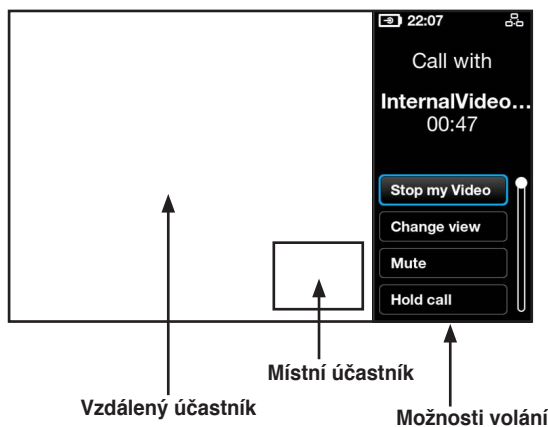 22:07
Call with
InternalVideo...
00:47
Stop my Video
Change view
Mute
Hold call
Místní účastník
Vzdálený účastník
Možnosti volání